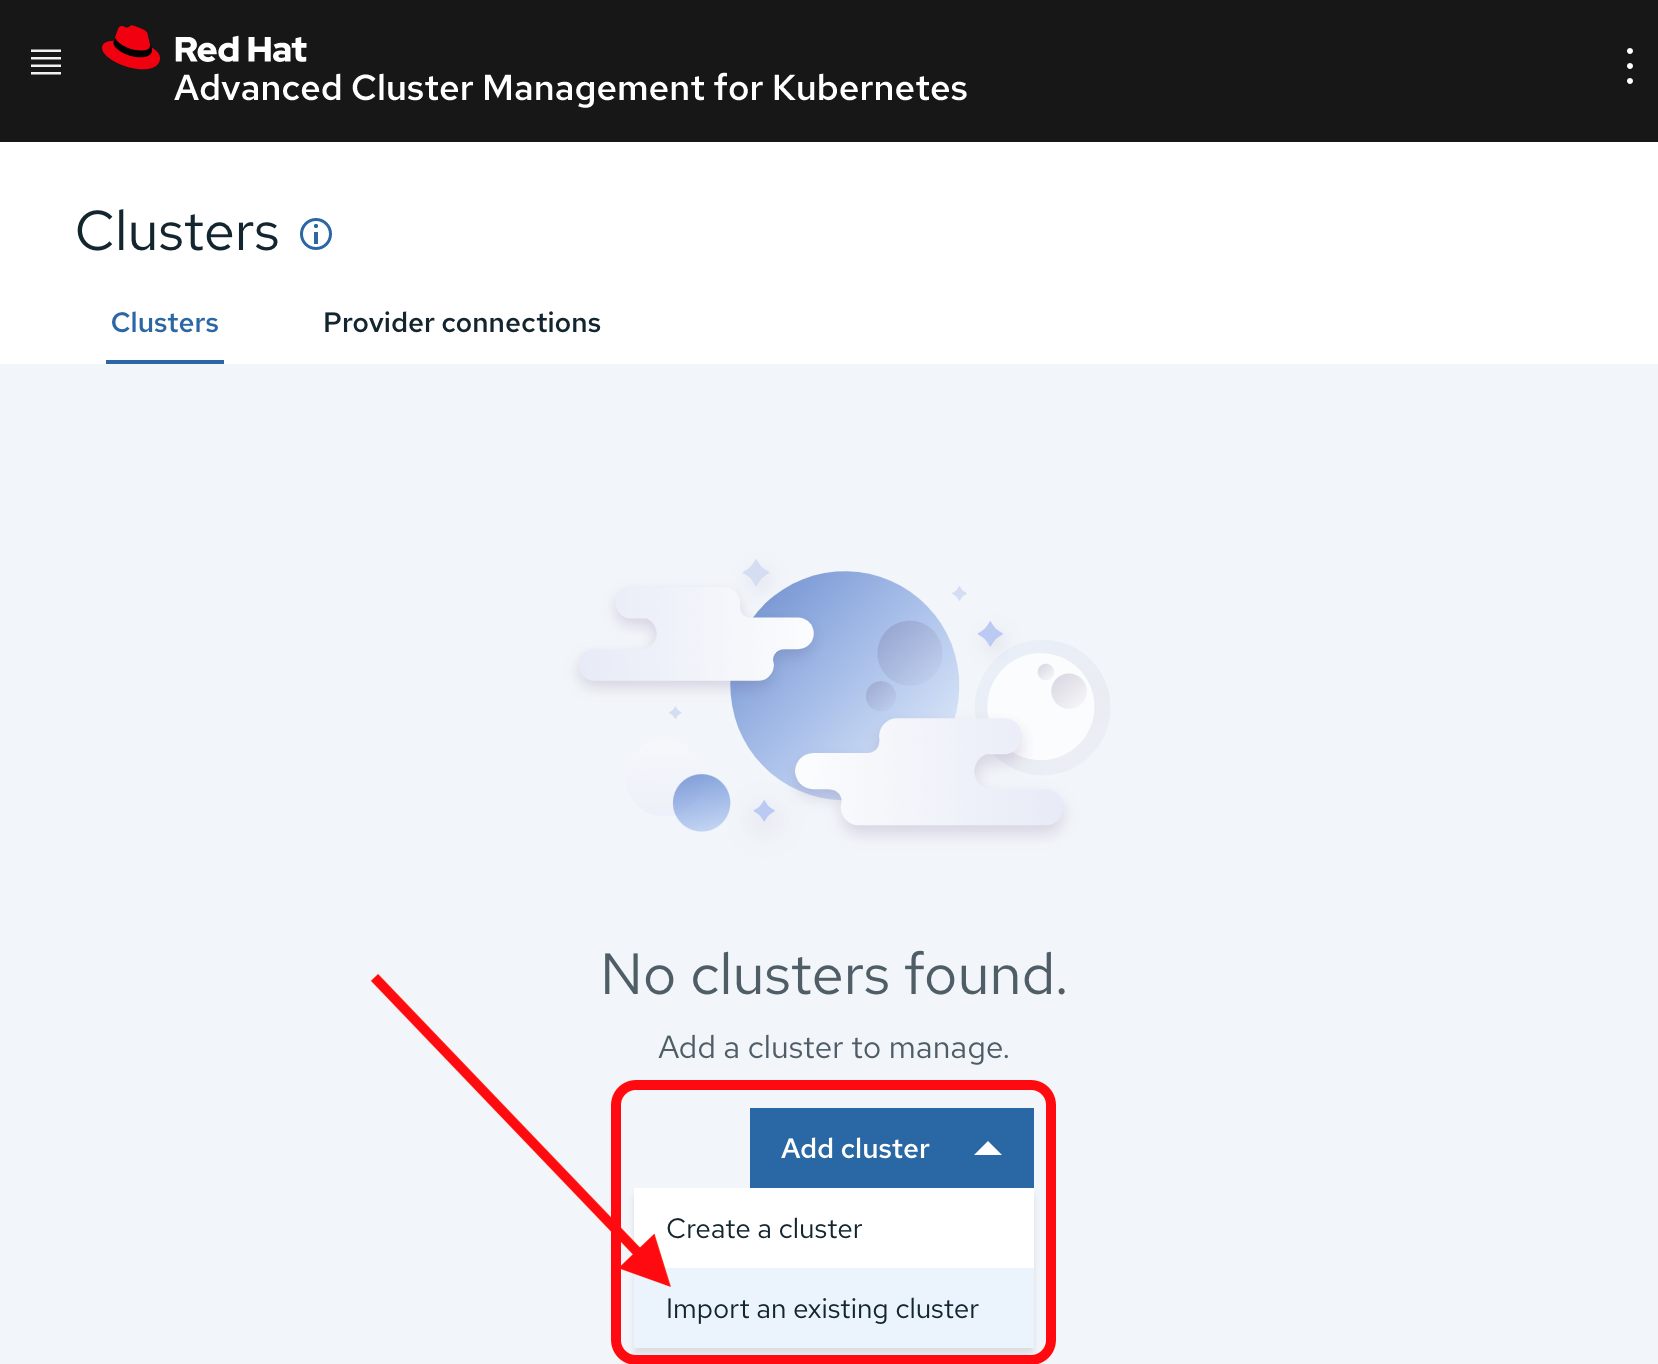 Red Hat
Advanced Cluster Management for Kubernetes
Clusters
Clusters Provider connections
No clusters found.
Add a cluster to manage.
Add cluster
Create a cluster
Import an existing cluster